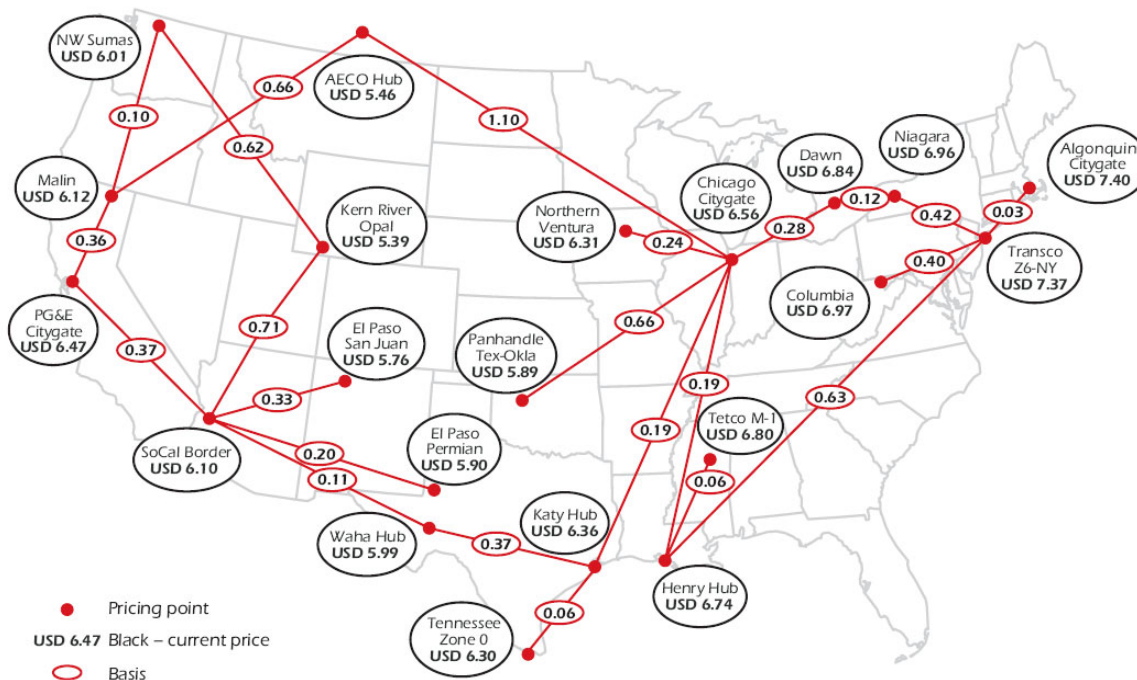 NW Sumas
USD 6.01
AECO Hub
USD 5.46
0.66
0.10
0.62
1.10
Niagara
USD 6.96
Algonquin
Citygate
USD 7.40
Dawn
USD 6.84
Malin
USD 6.12
Chicago
Citygate
USD 6.56
Kern River
Opal
USD 5.39
Northern
Ventura
USD 6.31
0.12
0.42
0.03
0.36
0.24
0.28
0.40
Transco
Z6-NY
USD 7.37
Columbia
USD 6.97
PG&E
Citygate
USD 6.47
0.71
El Paso
San Juan
USD 5.76
Panhandle
Tex-Okla
USD 5.89
0.66
0.37
0.33
0.19
0.63
Tetco M-1
USD 6.80
0.19
El Paso
Permian
USD 5.90
SoCal Border
USD 6.10
0.20
0.11
0.06
Waha Hub
USD 5.99
0.37
Katy Hub
USD 6.36
Henry Hub
USD 6.74
Tennessee
Zone 0
USD 6.30
0.06
Pricing point
USD 6.47 Black – current price
Basis